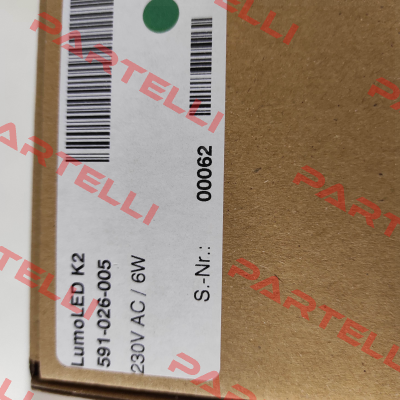 LumoLED K2
591-026-005
230V AC / 6W
S.-Nr.: 00062
PARTELLI
PARTELLI
PARTELLI
PARTELLI
PARTELLI